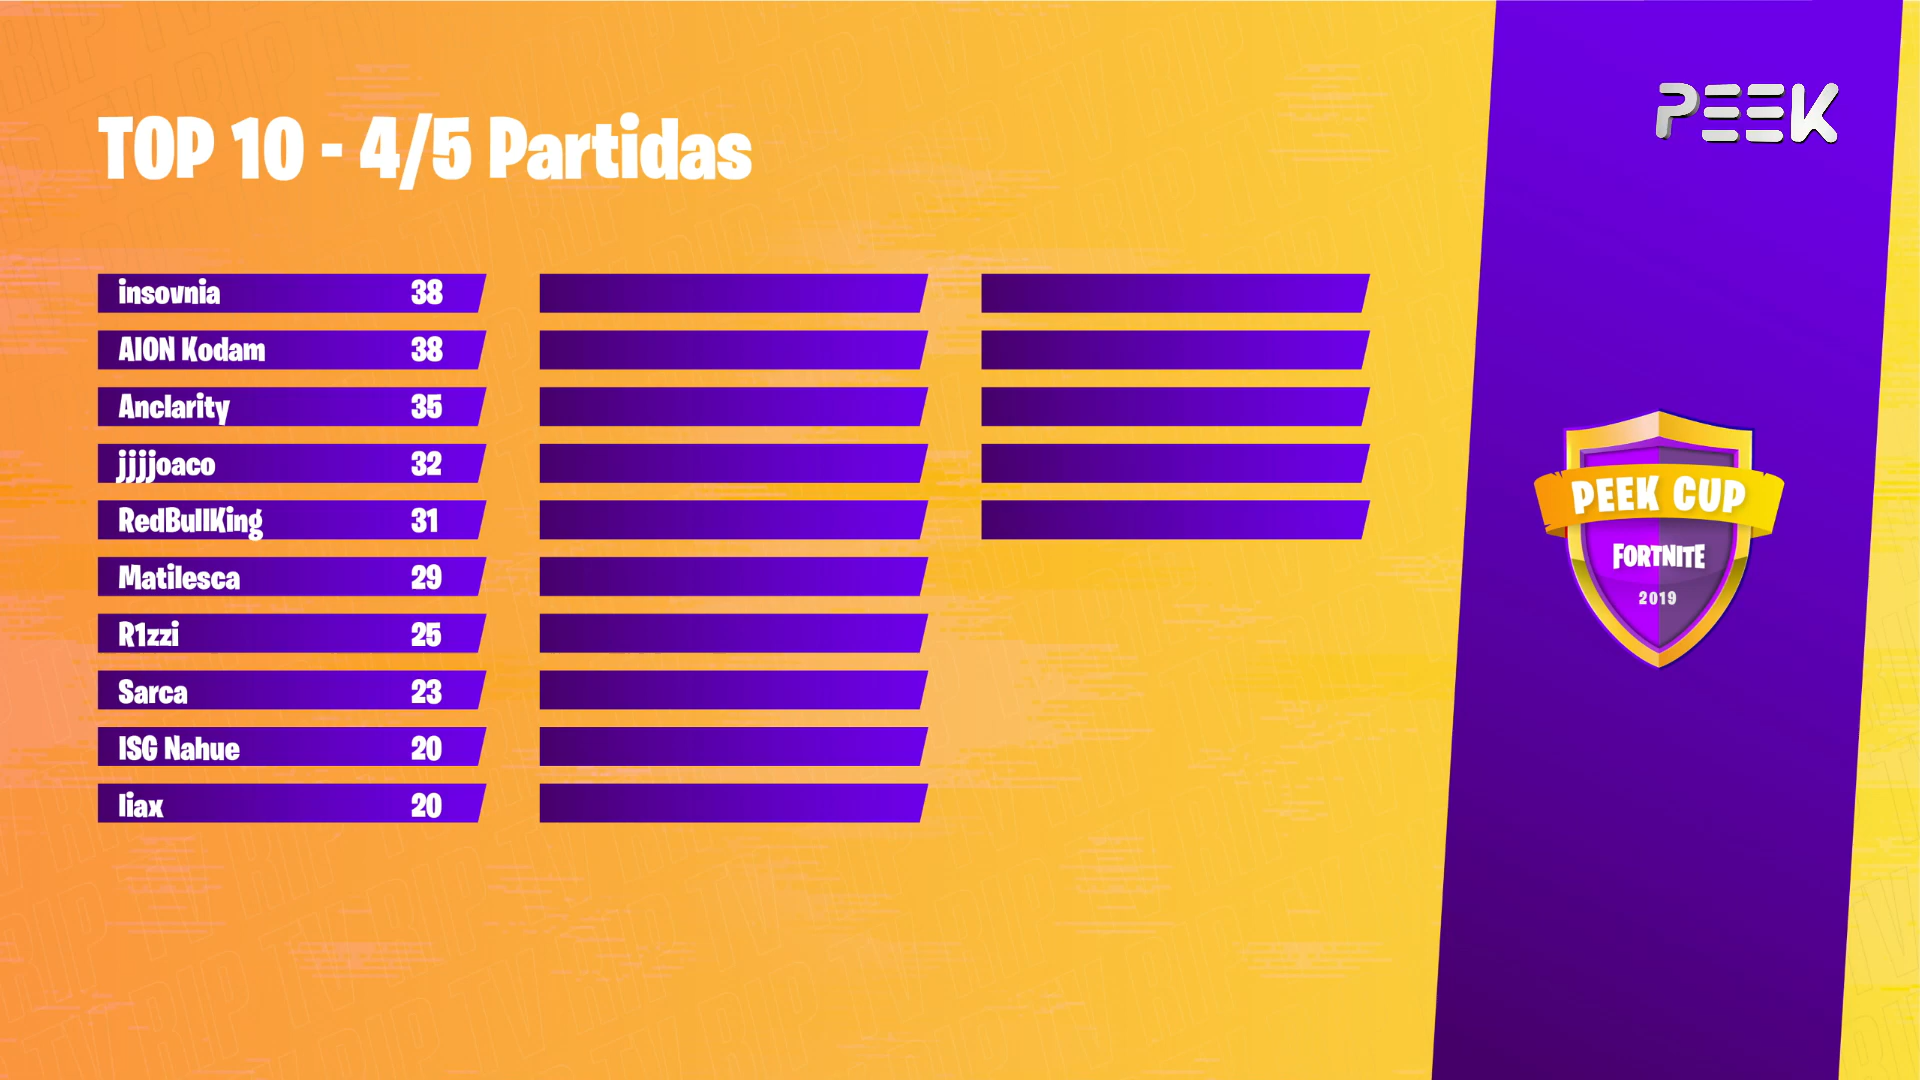 TOP 10 - 4/5 Partidas
PEEK
insovnia 38
AION Kodam 38
Anclarity 35
jjjjoaco 32
RedBullKing 31
Matilesca 29
R1zzi 25
Sarca 23
ISG Nahue 20
liax 20
PEEK CUP
FORTNITE
2019